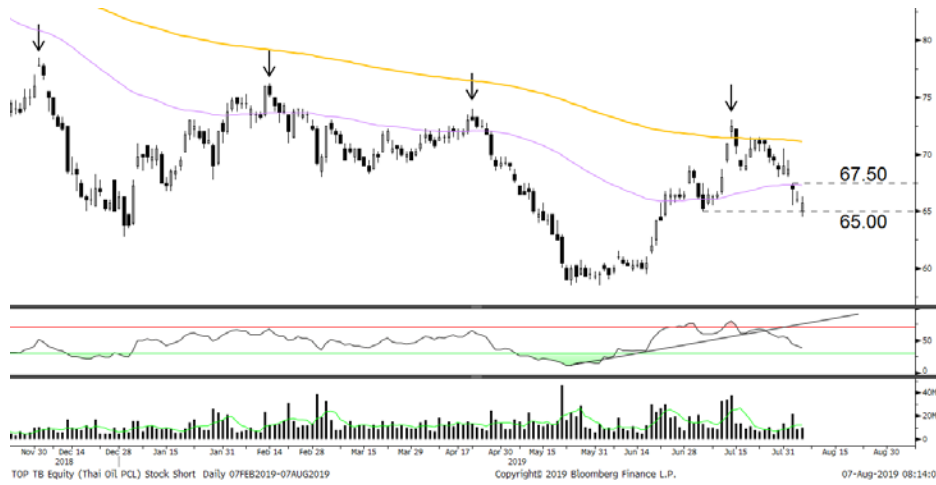 80
75
70
67.50
65
65.00
60
50
0
40M
20M
0
Nov 30 Dec 14 Dec 28 Jan 15 Jan 31 Feb 14 Feb 28 Mar 15 Mar 29 Apr 17 Apr 30 May 15 May 31 Jun 14 Jun 28 Jul 15 Jul 31 Aug 15 Aug 30
2018 2019
TOP TB Equity (Thai Oil PCL) Stock Short Daily 07FEB2019-07AUG2019 Copyright© 2019 Bloomberg Finance L.P. 07-Aug-2019 08:14:0